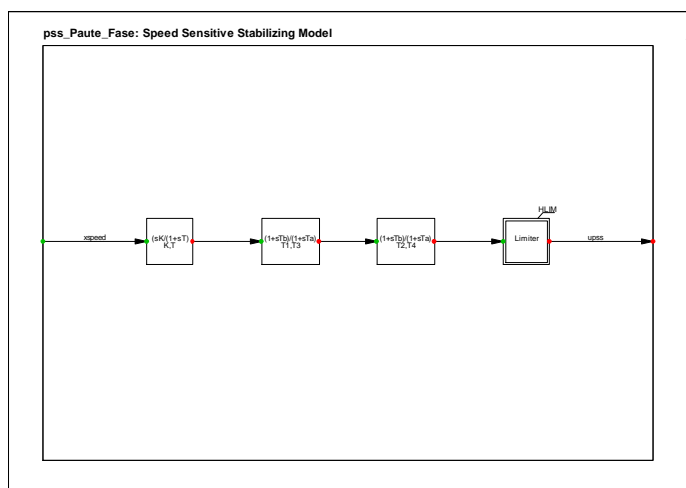 pss_Paute_Fase: Speed Sensitive Stabilizing Model
HLIM
xspeed
(sK/(1+sT)
K,T
(1+sTb)/(1+sTa)
T1,T3
(1+sTb)/(1+sTa)
T2,T4
Limiter
upss